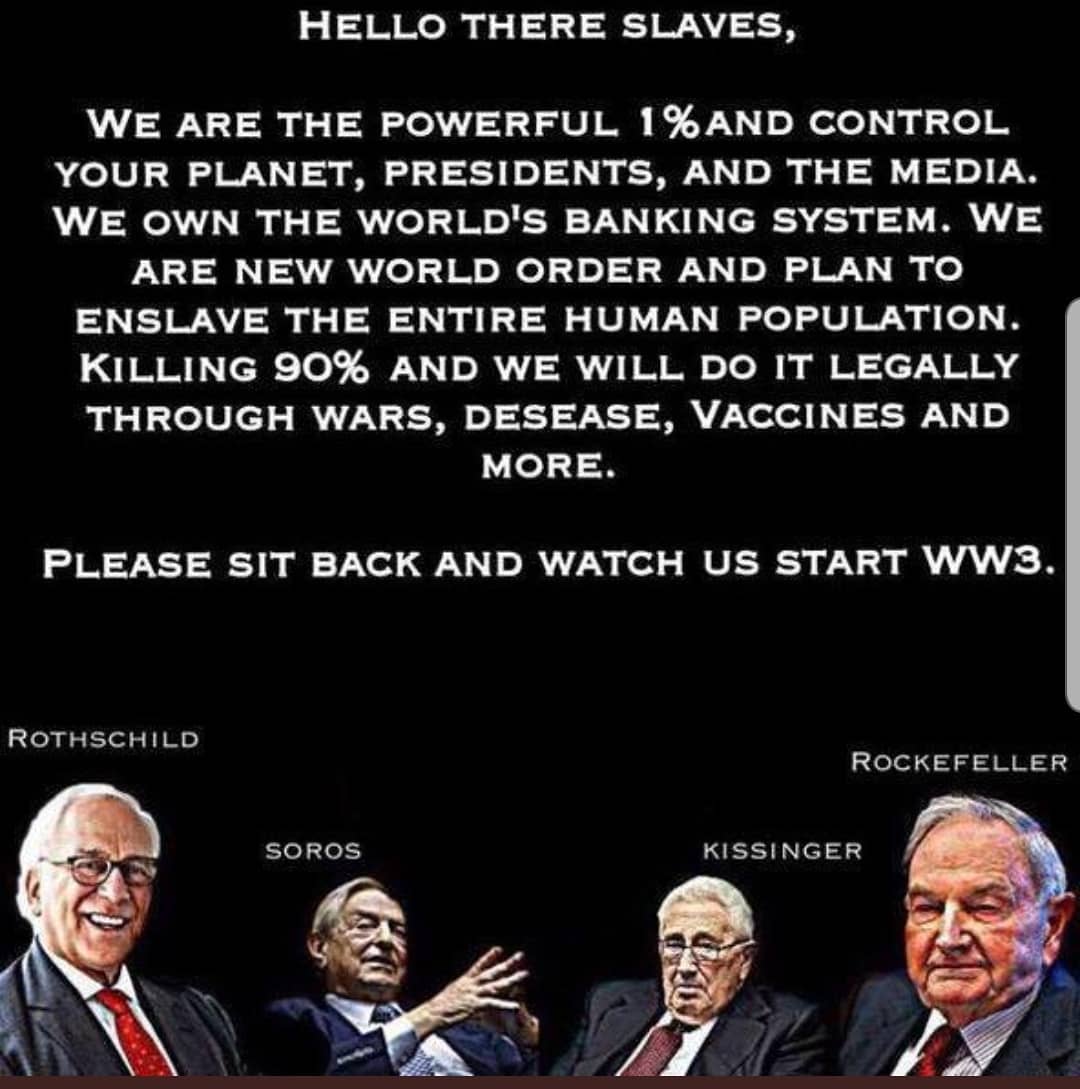 Hello there slaves,
We are the powerful 1%and control
your planet, presidents, and the media.
We own the world's banking system. We
are new world order and plan to
enslave the entire human population.
Killing 90% and we will do it legally
through wars, desease, Vaccines and
more.
Please sit back and watch us start WW3.
Rothschild
Rockefeller
soros
kissinger